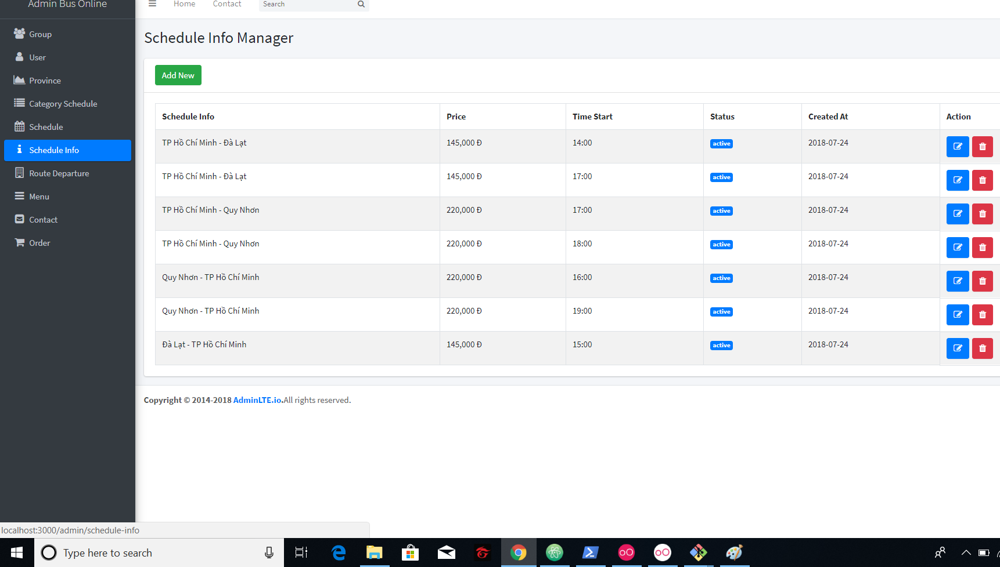 Admin Bus Online
Home Contact Search
Group
User
Province
Category Schedule
Schedule
Schedule Info
Route Departure
Menu
Contact
Order
Schedule Info Manager
Add New
Schedule Info Price Time Start Status Created At Action
TP Hồ Chí Minh - Đà Lạt 145,000 Đ 14:00 active 2018-07-24
TP Hồ Chí Minh - Đà Lạt 145,000 Đ 17:00 active 2018-07-24
TP Hồ Chí Minh - Quy Nhơn 220,000 Đ 17:00 active 2018-07-24
TP Hồ Chí Minh - Quy Nhơn 220,000 Đ 18:00 active 2018-07-24
Quy Nhơn - TP Hồ Chí Minh 220,000 Đ 16:00 active 2018-07-24
Quy Nhơn - TP Hồ Chí Minh 220,000 Đ 19:00 active 2018-07-24
Đà Lạt - TP Hồ Chí Minh 145,000 Đ 15:00 active 2018-07-24
Copyright © 2014-2018 AdminLTE.io.All rights reserved.
localhost:3000/admin/schedule-info
Type here to search